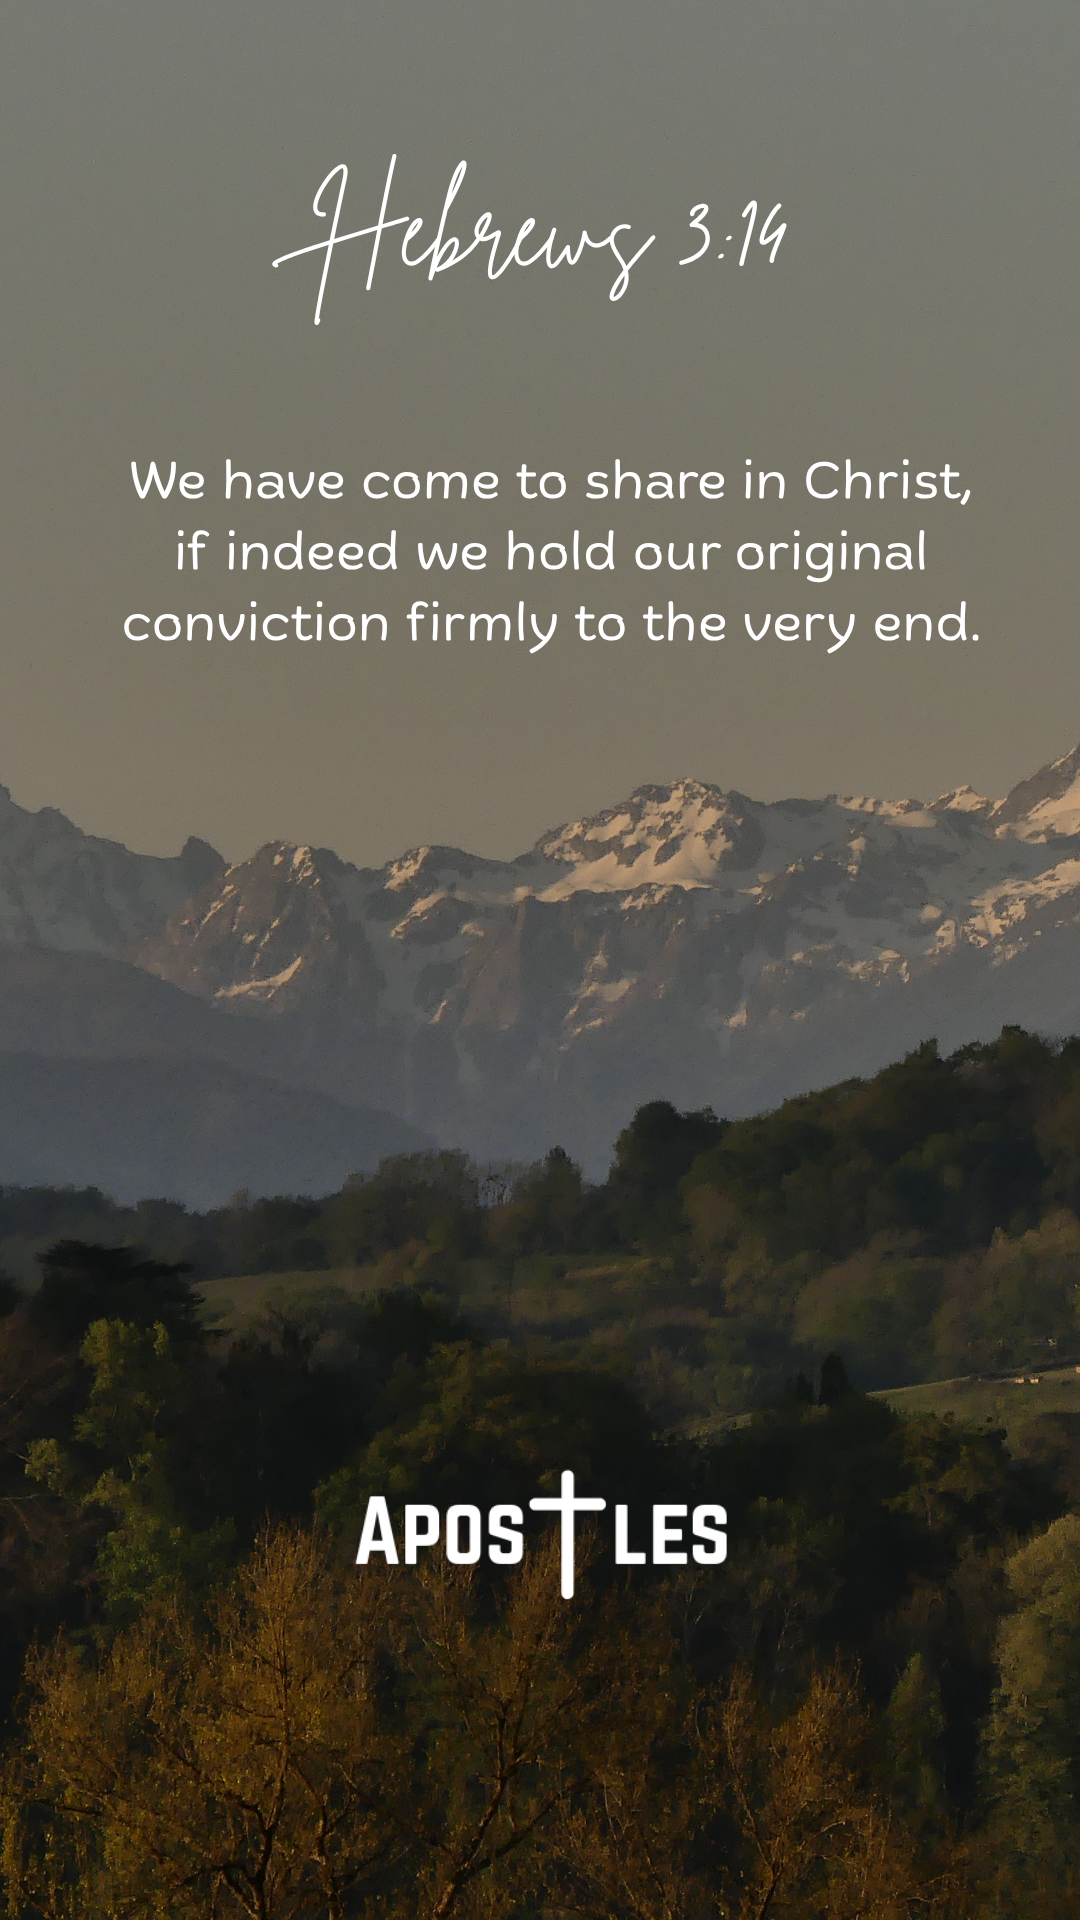 Hebrews 3:14
We have come to share in Christ,
if indeed we hold our original
conviction firmly to the very end.
APOSTLES